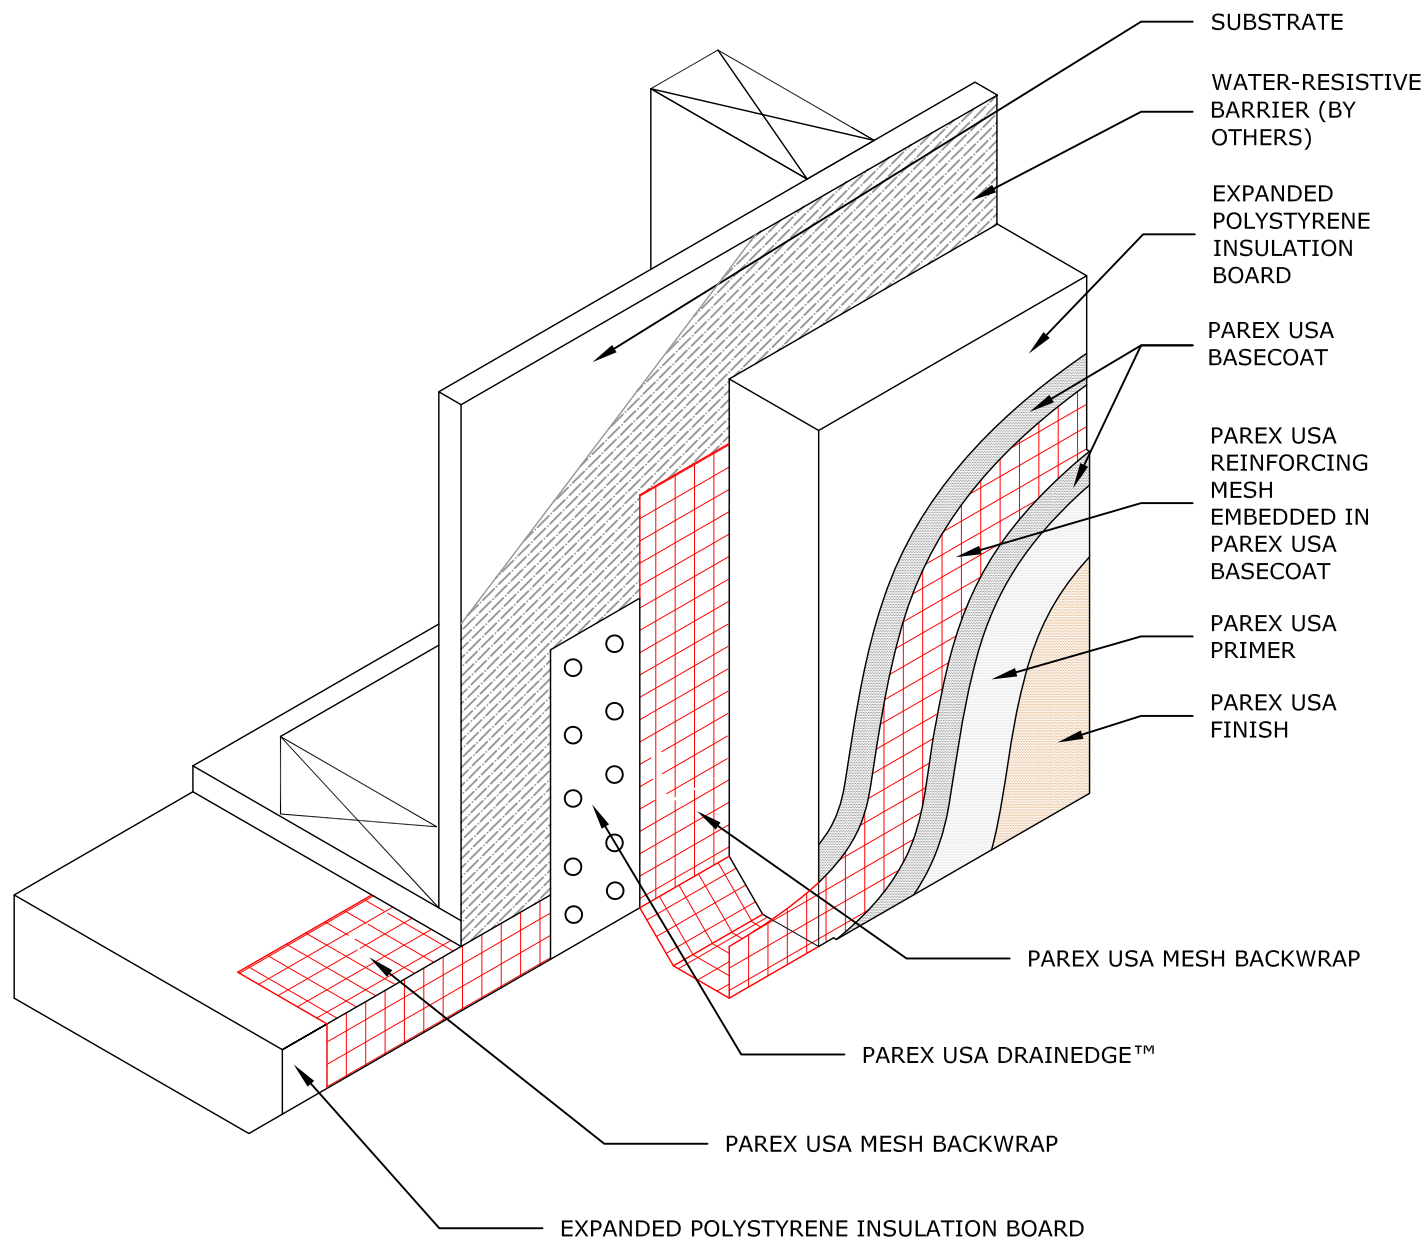 SUBSTRATE
WATER-RESISTIVE
BARRIER (BY
OTHERS)
EXPANDED
POLYSTYRENE
INSULATION
BOARD
PAREX USA
BASECOAT
PAREX USA
REINFORCING
MESH
EMBEDDED IN
PAREX USA
BASECOAT
PAREX USA
PRIMER
PAREX USA
FINISH
PAREX USA MESH BACKWRAP
PAREX USA DRAINEDGE™
PAREX USA MESH BACKWRAP
EXPANDED POLYSTYRENE INSULATION BOARD